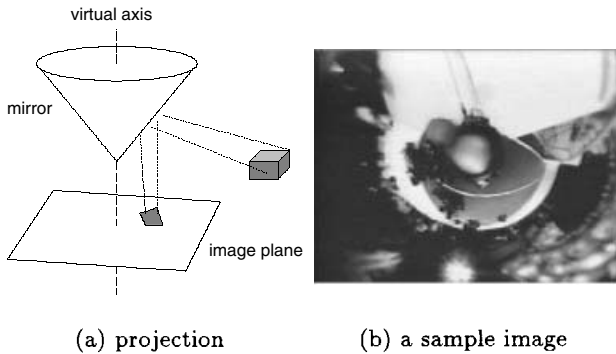 virtual axis
mirror
image plane
(a) projection
(b) a sample image